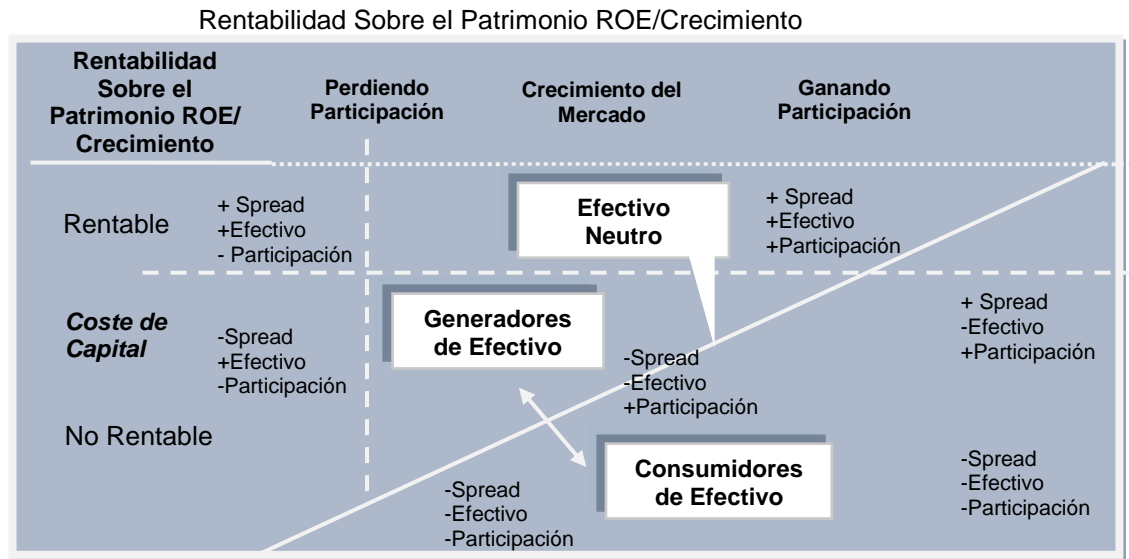 Rentabilidad Sobre el Patrimonio ROE/Crecimiento
Rentabilidad
Sobre el
Patrimonio ROE/
Crecimiento
Perdiendo
Participación
Crecimiento del
Mercado
Ganando
Participación
Rentable
+ Spread
+Efectivo
- Participación
Efectivo
Neutro
+ Spread
+Efectivo
+Participación
Coste de
Capital
-Spread
+Efectivo
-Participación
Generadores
de Efectivo
-Spread
-Efectivo
+Participación
+ Spread
-Efectivo
+Participación
No Rentable
-Spread
-Efectivo
-Participación
Consumidores
de Efectivo
-Spread
-Efectivo
-Participación